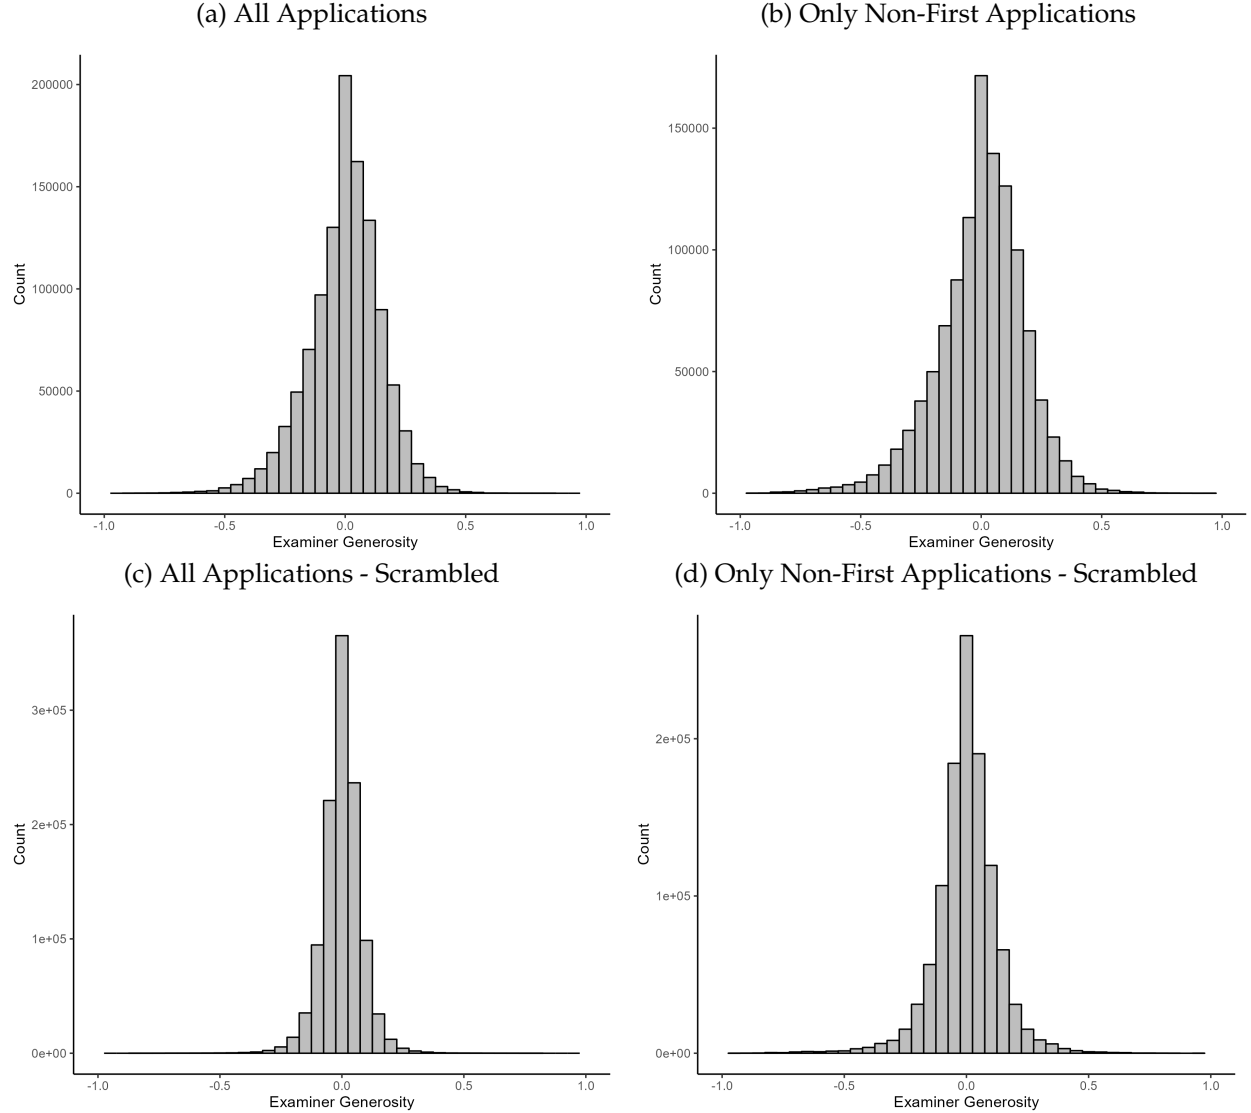 (a) All Applications
200000
150000
100000
50000
0
Count
-1.0 -0.5 0.0 0.5 1.0
Examiner Generosity
(b) Only Non-First Applications
150000
100000
50000
0
Count
-1.0 -0.5 0.0 0.5 1.0
Examiner Generosity
(c) All Applications - Scrambled
3e+05
2e+05
1e+05
0e+00
Count
-1.0 -0.5 0.0 0.5 1.0
Examiner Generosity
(d) Only Non-First Applications - Scrambled
2e+05
1e+05
0e+00
Count
-1.0 -0.5 0.0 0.5 1.0
Examiner Generosity